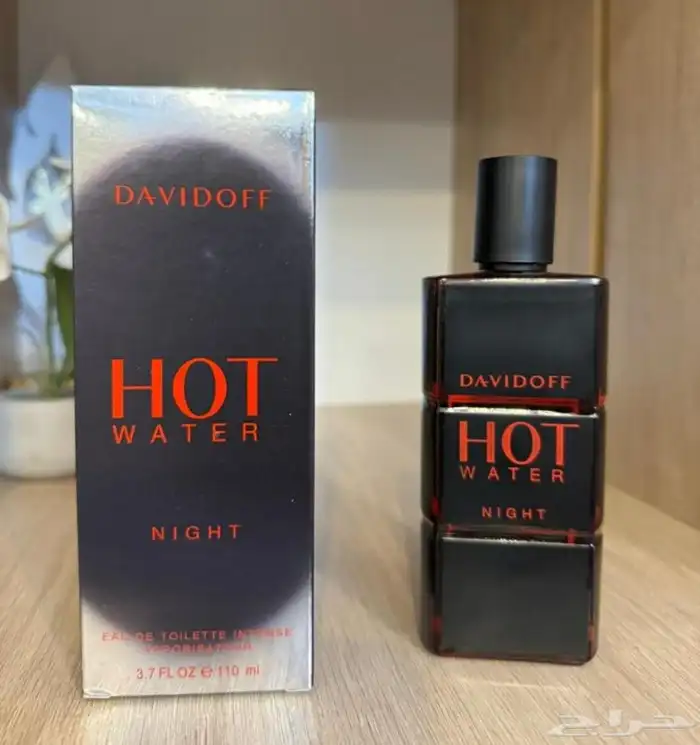 DAVIDOFF
HOT
WATER
NIGHT
EAU DE TOILETTE INTENSE
VAPORISATEUR
3.7 FL OZ e 110 ml
DAVIDOFF
HOT
WATER
NIGHT
حراج